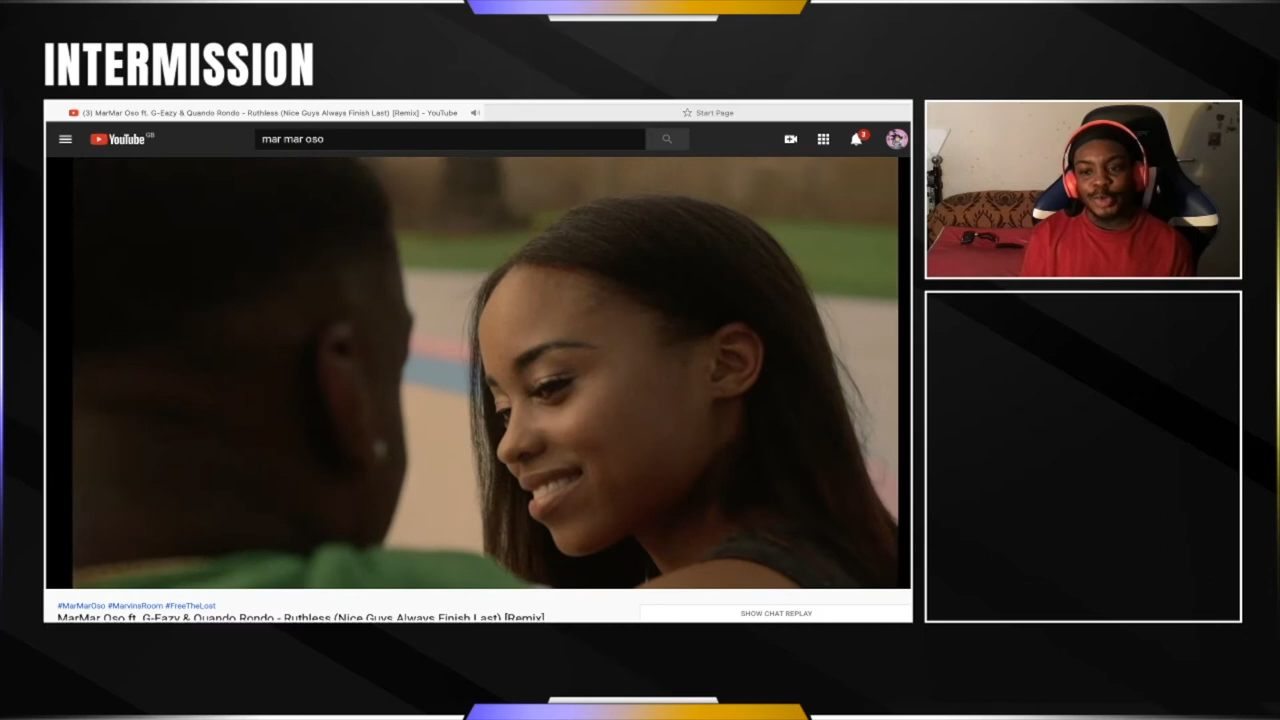 INTERMISSION
(3) MarMar Oso ft. G-Eazy & Quando Rondo - Ruthless (Nice Guys Always Finish Last) [Remix] - YouTube
Start Page
YouTube GB
mar mar oso
3
#MarMarOso #MarvinsRoom #FreeTheLost
MarMar Oso ft. G-Eazy & Quando Rondo - Ruthless (Nice Guys Always Finish Last) [Remix]
SHOW CHAT REPLAY